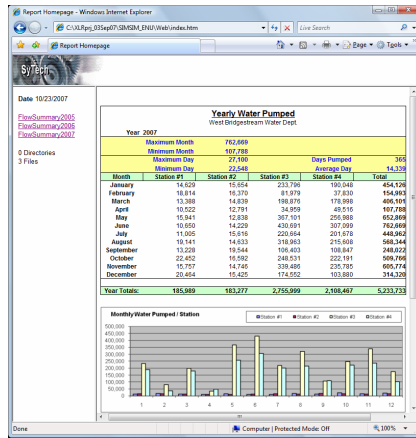 Report Homepage - Windows Internet Explorer
C:\XLRprj_03Sep07\SIMSIM_ENU\Web\index.htm
Live Search
Report Homepage
Page
Tools
SyTech
Date 10/23/2007
FlowSummary2005
FlowSummary2006
FlowSummary2007
0 Directories
3 Files
Yearly Water Pumped
West Bridgestream Water Dept.
Year 2007
Maximum Month 762,669
Minimum Month 107,788
Maximum Day 27,100 Days Pumped 365
Minimum Day 22,548 Average Day 14,339
Month Station #1 Station #2 Station #3 Station #4 Total
January 14,629 15,654 233,796 190,048 454,126
February 18,814 16,370 81,979 37,830 154,993
March 13,388 14,839 198,876 178,998 406,101
April 10,522 12,791 34,959 49,516 107,788
May 15,941 12,838 367,101 256,988 652,869
June 10,650 14,229 430,691 307,099 762,669
July 11,005 15,616 220,664 201,678 448,962
August 19,141 14,633 318,963 215,608 568,344
September 13,228 19,544 106,403 108,847 248,022
October 22,452 16,592 248,531 222,191 509,766
November 15,757 14,746 339,486 235,785 605,774
December 20,464 15,425 174,552 103,880 314,320
Year Totals: 185,989 183,277 2,755,999 2,108,467 5,233,733
Monthly Water Pumped / Station
Station #1 Station #2 Station #3 Station #4
500,000
450,000
400,000
350,000
300,000
250,000
200,000
150,000
100,000
50,000
0
1 2 3 4 5 6 7 8 9 10 11 12
Done
Computer | Protected Mode: Off
100%